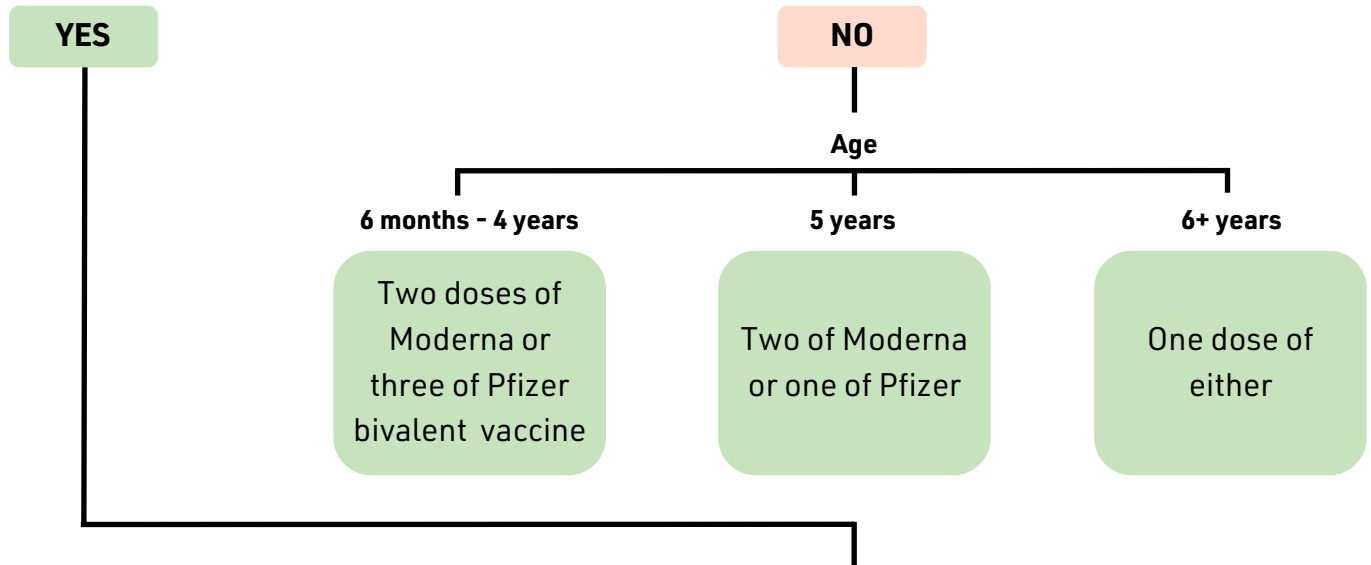 YES
NO
Age
6 months - 4 years
5 years
6+ years
Two doses of
Moderna or
three of Pfizer
bivalent vaccine
Two of Moderna
or one of Pfizer
One dose of
either